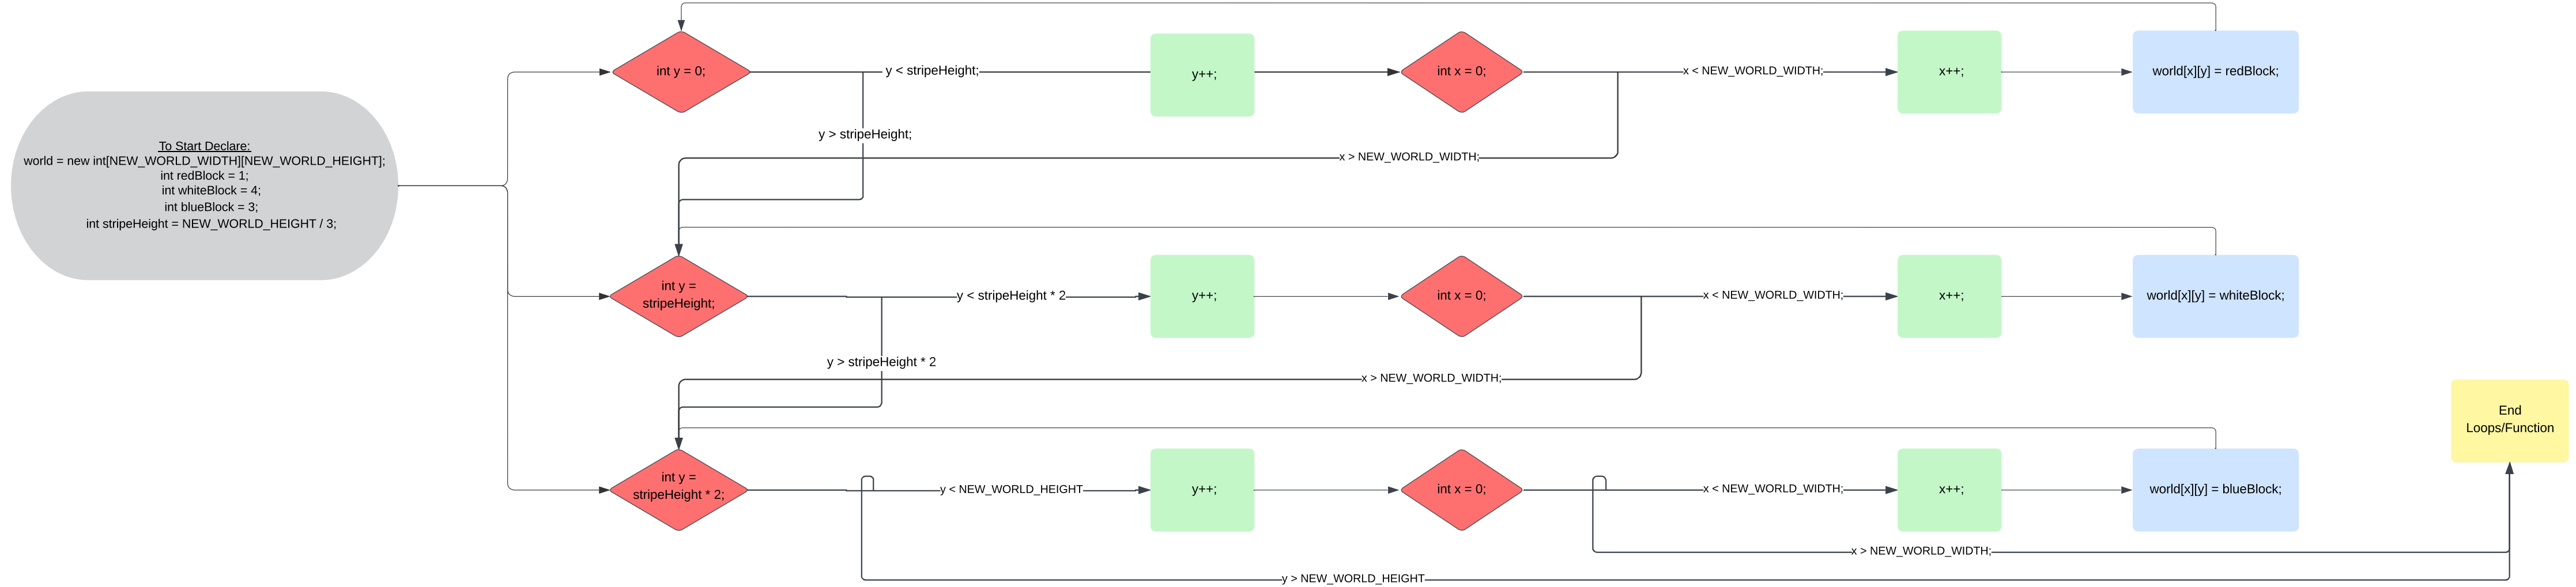 To Start Declare:
world = new int[NEW_WORLD_WIDTH][NEW_WORLD_HEIGHT];
int redBlock = 1;
int whiteBlock = 4;
int blueBlock = 3;
int stripeHeight = NEW_WORLD_HEIGHT / 3;
int y = 0;
y < stripeHeight;
y++;
int x = 0;
x < NEW_WORLD_WIDTH;
x++;
world[x][y] = redBlock;
y > stripeHeight;
x > NEW_WORLD_WIDTH;
int y =
stripeHeight;
y < stripeHeight * 2
y++;
int x = 0;
x < NEW_WORLD_WIDTH;
x++;
world[x][y] = whiteBlock;
y > stripeHeight * 2
x > NEW_WORLD_WIDTH;
int y =
stripeHeight * 2;
y < NEW_WORLD_HEIGHT
y++;
int x = 0;
x < NEW_WORLD_WIDTH;
x++;
world[x][y] = blueBlock;
x > NEW_WORLD_WIDTH;
y > NEW_WORLD_HEIGHT
End
Loops/Function